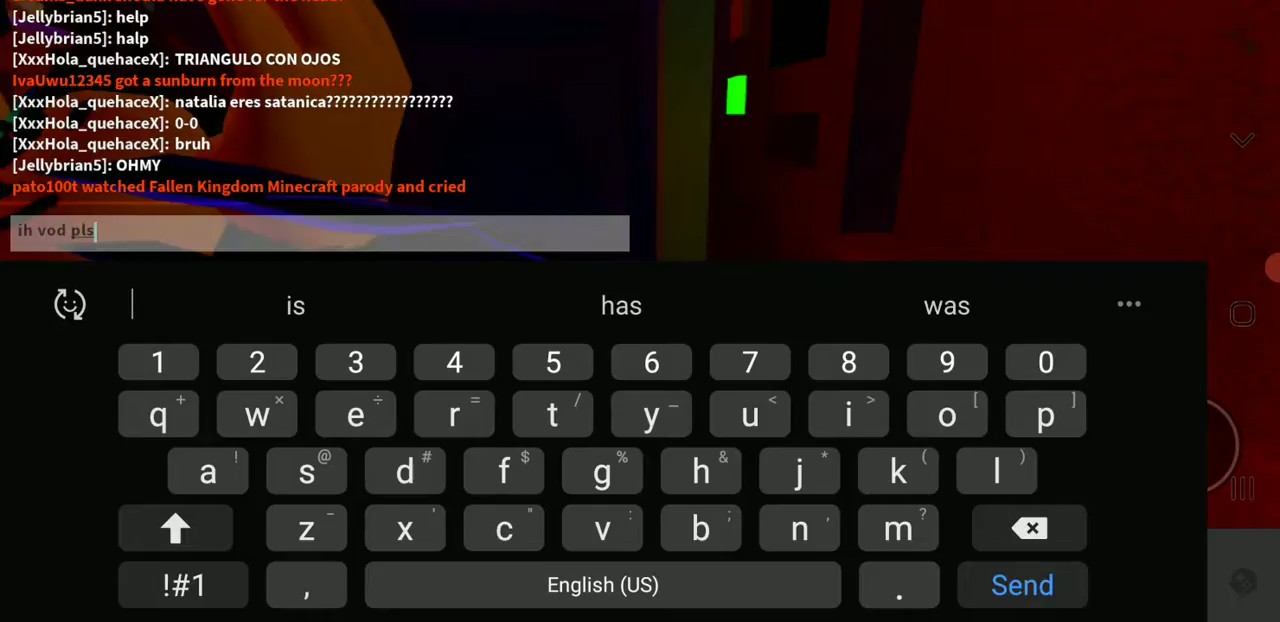 [Jellybrian5]: help
[Jellybrian5]: halp
[XxxHola_quehaceX]: TRIANGULO CON OJOS
IvaUwu12345 got a sunburn from the moon???
[XxxHola_quehaceX]: natalia eres satanica?????????????????
[XxxHola_quehaceX]: 0-0
[XxxHola_quehaceX]: bruh
[Jellybrian5]: OHMY
pato100t watched Fallen Kingdom Minecraft parody and cried
ih vod pls
is has was
1 2 3 4 5 6 7 8 9 0
q + w × e ÷ r = t / y _ u < i > o [ p ]
a ! s @ d # f $ g % h & j * k ( l )
z - x ' c " v : b ; n , m ?
!#1 , English (US) . Send